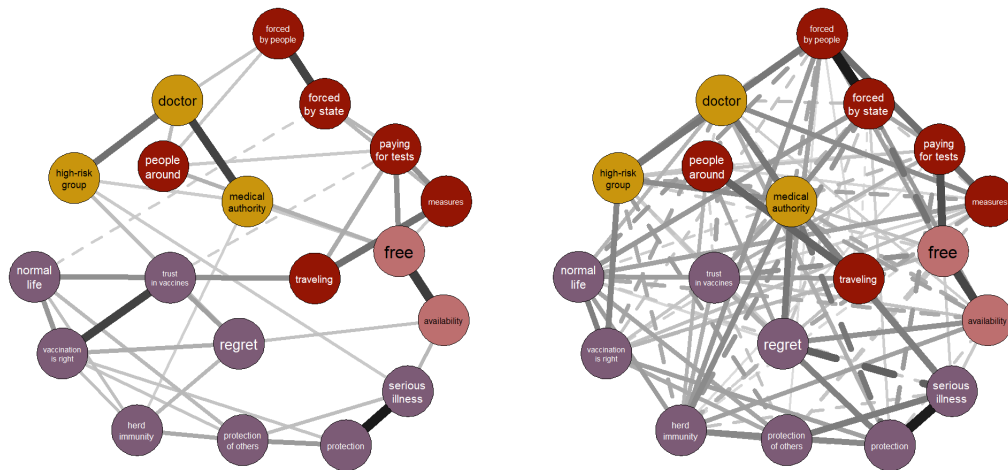 forced
by people
doctor
forced
by state
people
around
paying
for tests
high-risk
group
medical
authority
measures
free
normal
life
trust
in vaccines
traveling
availability
vaccination
is right
regret
serious
illness
herd
immunity
protection
of others
protection
forced
by people
doctor
forced
by state
people
around
paying
for tests
high-risk
group
medical
authority
measures
free
normal
life
trust
in vaccines
traveling
availability
vaccination
is right
regret
serious
illness
herd
immunity
protection
of others
protection